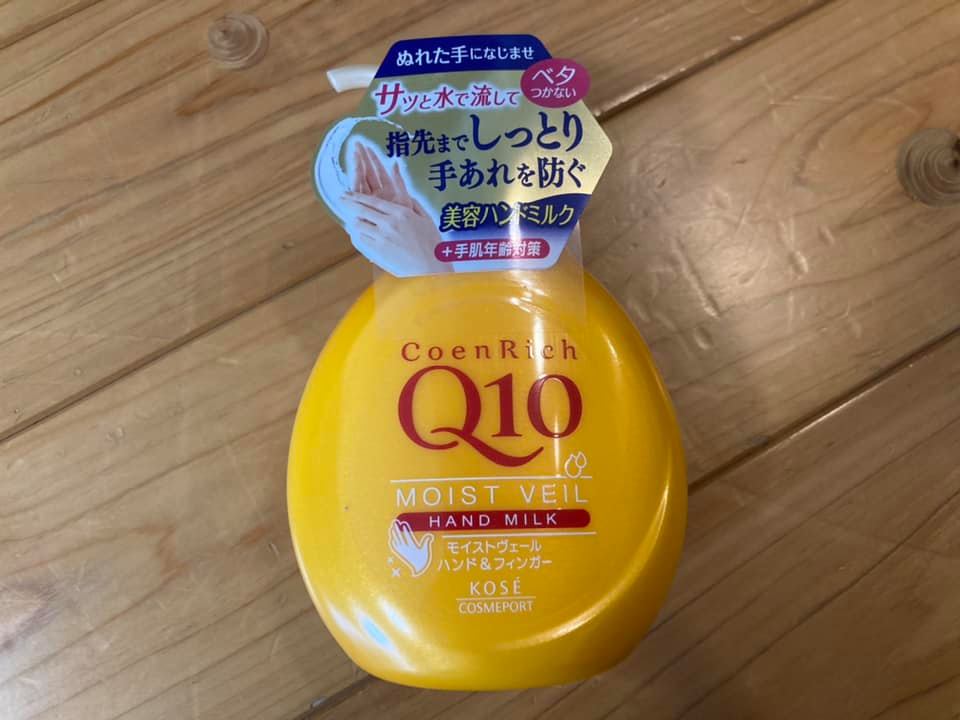 ぬれた手になじませ
ベタ
つかない
サッと水で流して
指先までしっとり
手あれを防ぐ
美容ハンドミルク
+手肌年齢対策
CoenRich
Q10
MOIST VEIL
HAND MILK
モイストヴェール
ハンド&フィンガー
KOSÉ
COSMEPORT